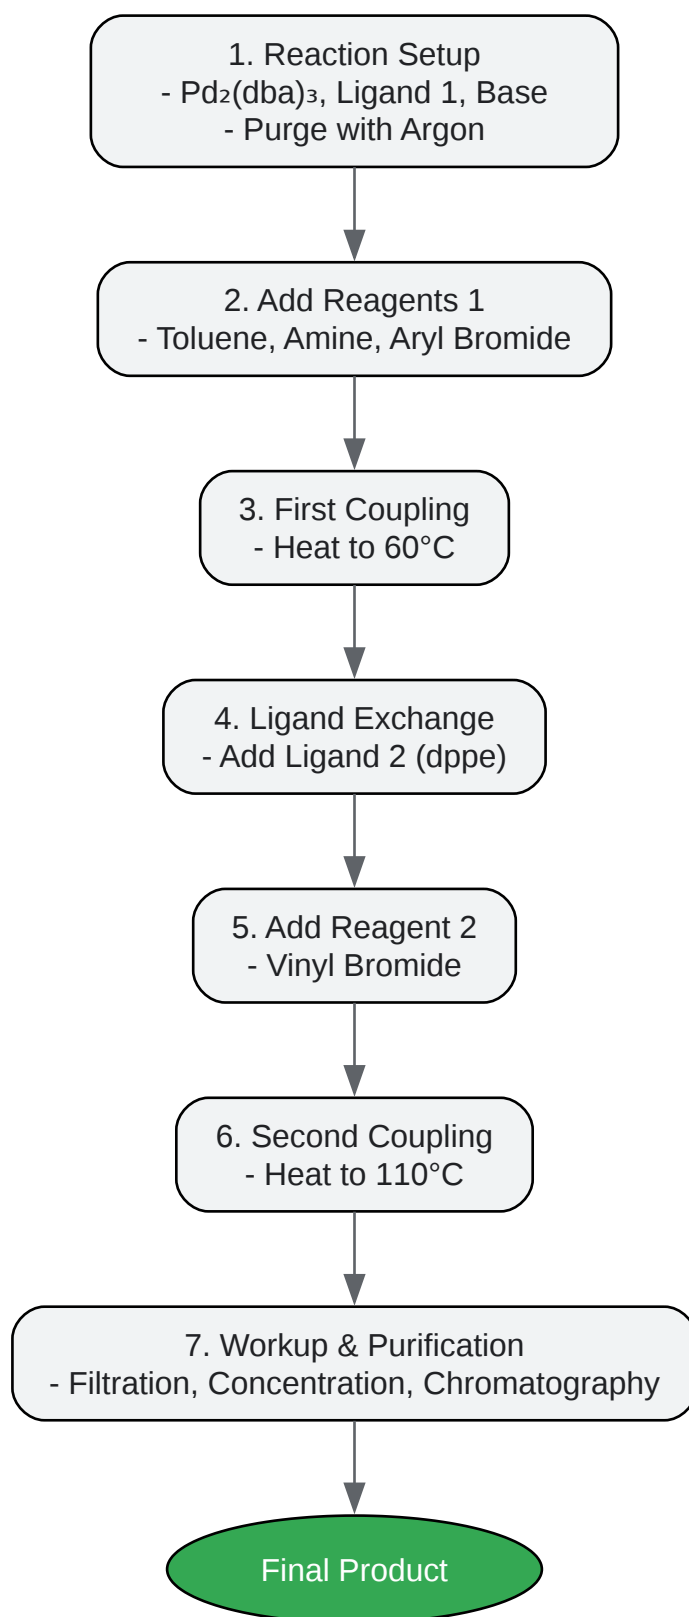 1. Reaction Setup
- Pd₂(dba)₃, Ligand 1, Base
- Purge with Argon
2. Add Reagents 1
- Toluene, Amine, Aryl Bromide
3. First Coupling
- Heat to 60°C
4. Ligand Exchange
- Add Ligand 2 (dppe)
5. Add Reagent 2
- Vinyl Bromide
6. Second Coupling
- Heat to 110°C
7. Workup & Purification
- Filtration, Concentration, Chromatography
Final Product